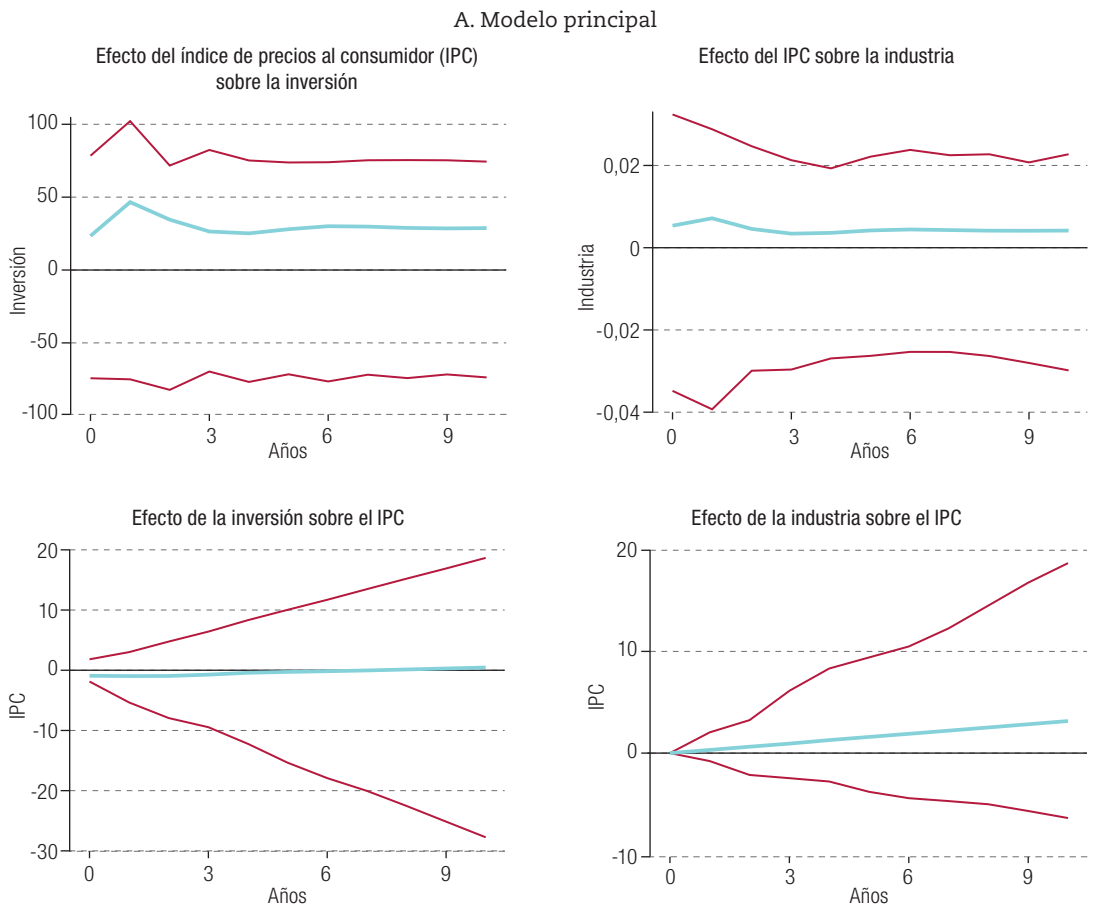 A. Modelo principal
Efecto del índice de precios al consumidor (IPC)
sobre la inversión
100
50
0
-50
-100
Inversión
0 3 6 9
Años
Efecto del IPC sobre la industria
0,02
0
-0,02
-0,04
Industria
0 3 6 9
Años
Efecto de la inversión sobre el IPC
20
10
0
-10
-20
-30
IPC
0 3 6 9
Años
Efecto de la industria sobre el IPC
20
10
0
-10
IPC
0 3 6 9
Años